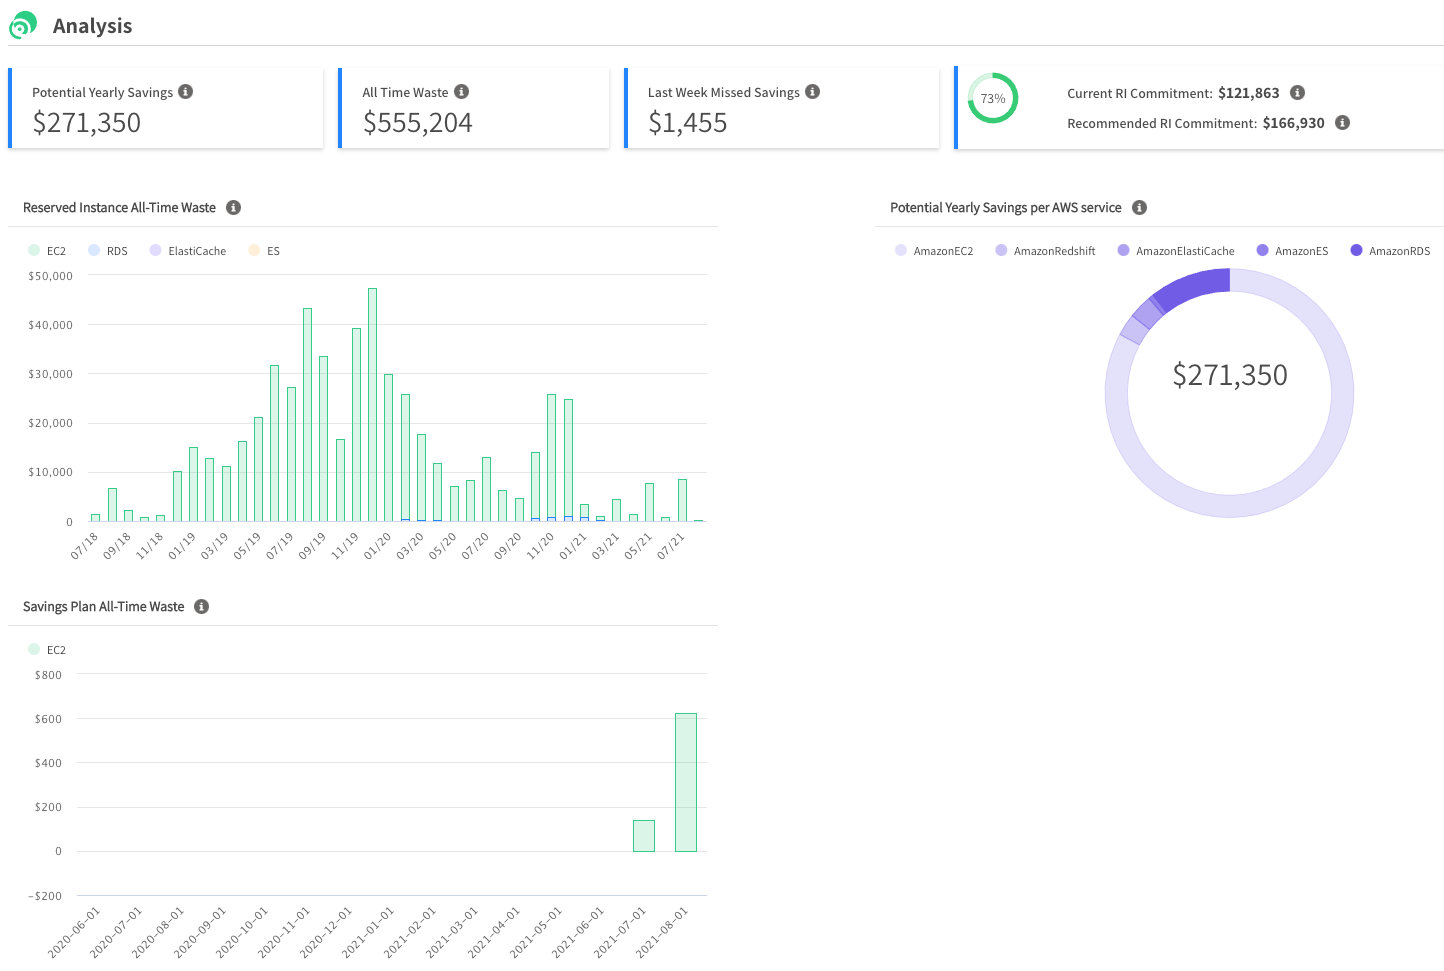 Analysis
Potential Yearly Savings
$271,350
All Time Waste
$555,204
Last Week Missed Savings
$1,455
73%
Current RI Commitment: $121,863
Recommended RI Commitment: $166,930
Reserved Instance All-Time Waste
EC2 RDS ElastiCache ES
$50,000
$40,000
$30,000
$20,000
$10,000
0
07/18 09/18 11/18 01/19 03/19 05/19 07/19 09/19 11/19 01/20 03/20 05/20 07/20 09/20 11/20 01/21 03/21 05/21 07/21
Potential Yearly Savings per AWS service
AmazonEC2 AmazonRedshift AmazonElastiCache AmazonES AmazonRDS
$271,350
Savings Plan All-Time Waste
EC2
$800
$600
$400
$200
0
−$200
2020-06-01 2020-07-01 2020-08-01 2020-09-01 2020-10-01 2020-11-01 2020-12-01 2021-01-01 2021-02-01 2021-03-01 2021-04-01 2021-05-01 2021-06-01 2021-07-01 2021-08-01